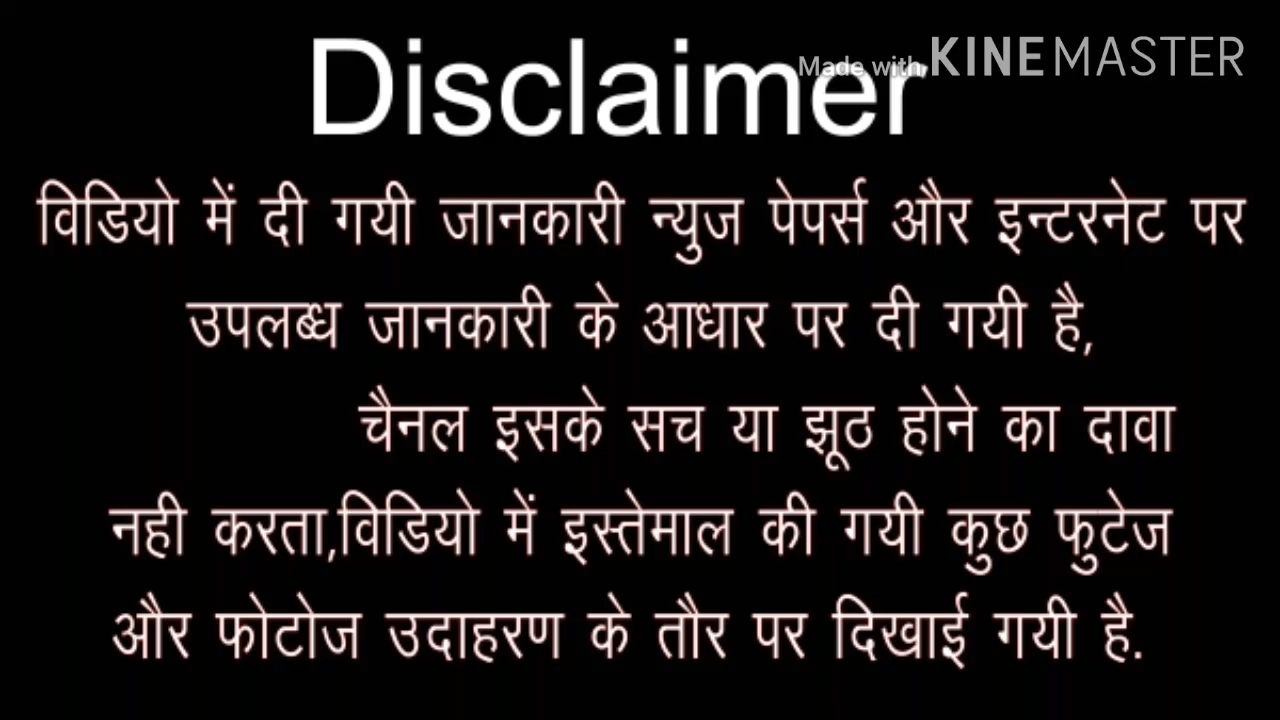 Disclaimer
Made with KINEMASTER
विडियो में दी गयी जानकारी न्युज पेपर्स और इन्टरनेट पर
उपलब्ध जानकारी के आधार पर दी गयी है,
चैनल इसके सच या झूठ होने का दावा
नही करता,विडियो में इस्तेमाल की गयी कुछ फुटेज
और फोटोज उदाहरण के तौर पर दिखाई गयी है.